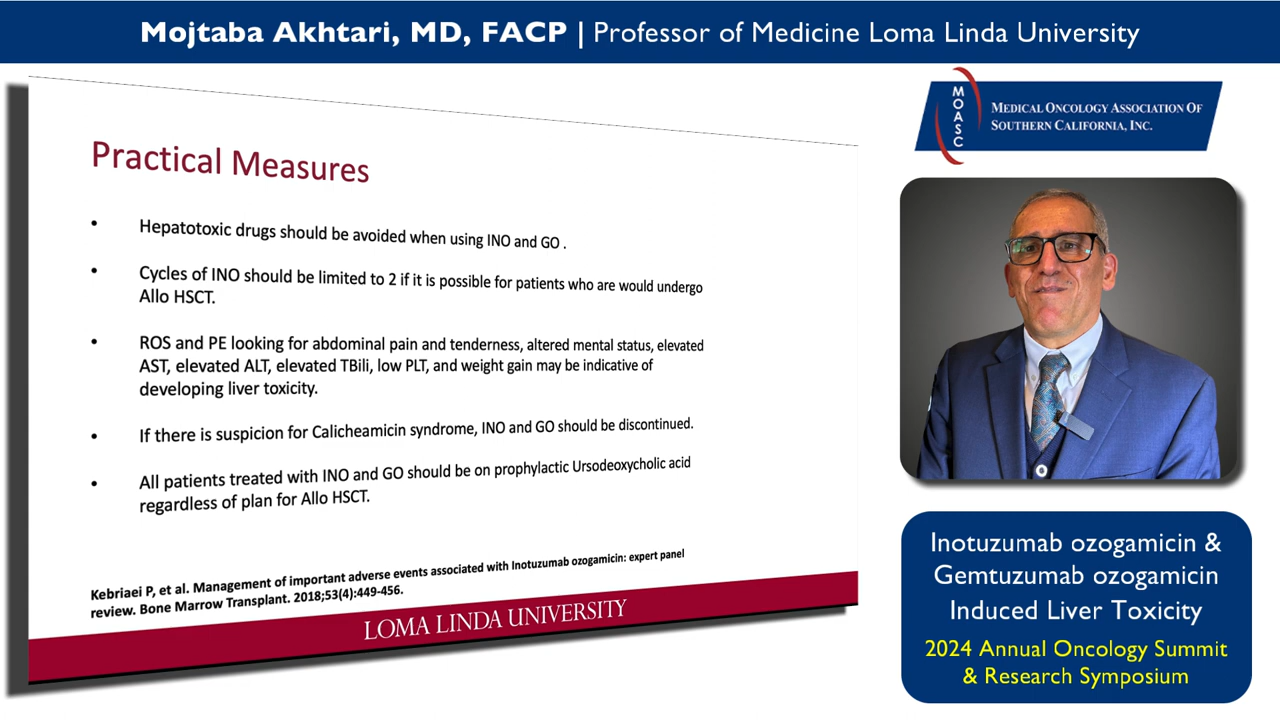 Mojtaba Akhtari, MD, FACP | Professor of Medicine Loma Linda University
Practical Measures
• Hepatotoxic drugs should be avoided when using INO and GO .
• Cycles of INO should be limited to 2 if it is possible for patients who are would undergo
Allo HSCT.
• ROS and PE looking for abdominal pain and tenderness, altered mental status, elevated
AST, elevated ALT, elevated TBili, low PLT, and weight gain may be indicative of
developing liver toxicity.
• If there is suspicion for Calicheamicin syndrome, INO and GO should be discontinued.
• All patients treated with INO and GO should be on prophylactic Ursodeoxycholic acid
regardless of plan for Allo HSCT.
Kebriaei P, et al. Management of important adverse events associated with Inotuzumab ozogamicin: expert panel
review. Bone Marrow Transplant. 2018;53(4):449-456.
LOMA LINDA UNIVERSITY
MOASC
MEDICAL ONCOLOGY ASSOCIATION OF
SOUTHERN CALIFORNIA, INC.
Inotuzumab ozogamicin &
Gemtuzumab ozogamicin
Induced Liver Toxicity
2024 Annual Oncology Summit
& Research Symposium